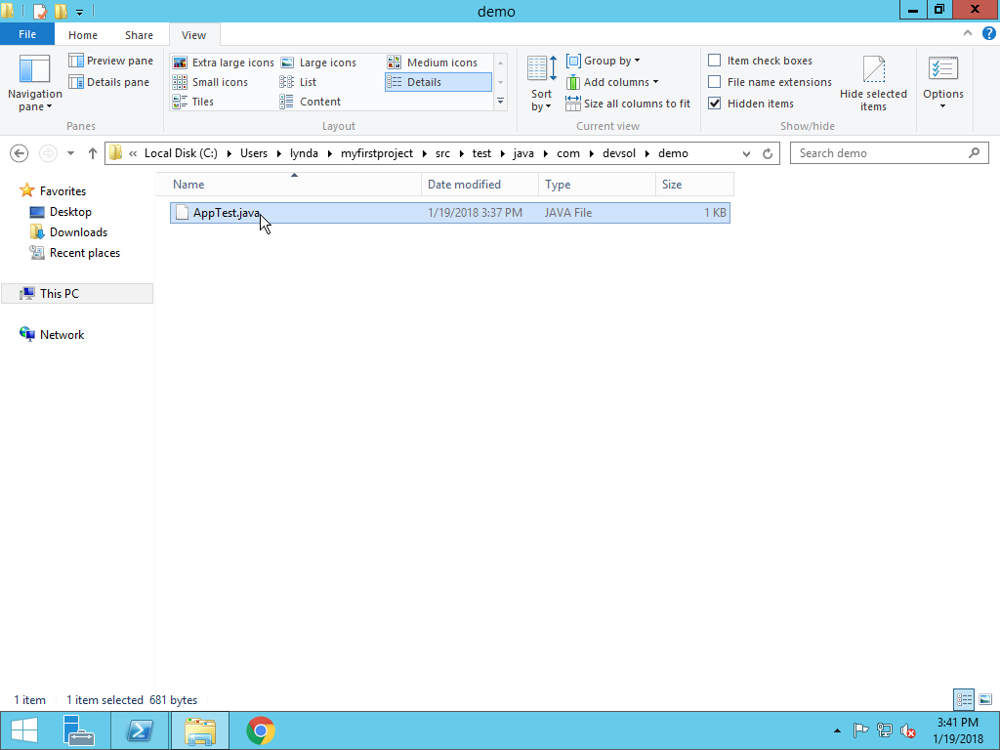 demo
File Home Share View
Navigation pane
Preview pane
Details pane
Panes
Extra large icons Large icons Medium icons
Small icons List Details
Tiles Content
Layout
Sort by
Group by
Add columns
Size all columns to fit
Current view
Item check boxes
File name extensions
Hidden items
Hide selected items
Show/hide
Options
« Local Disk (C:) Users lynda myfirstproject src test java com devsol demo
Search demo
Favorites
Desktop
Downloads
Recent places
This PC
Network
Name Date modified Type Size
AppTest.java 1/19/2018 3:37 PM JAVA File 1 KB
1 item 1 item selected 681 bytes
3:41 PM
1/19/2018